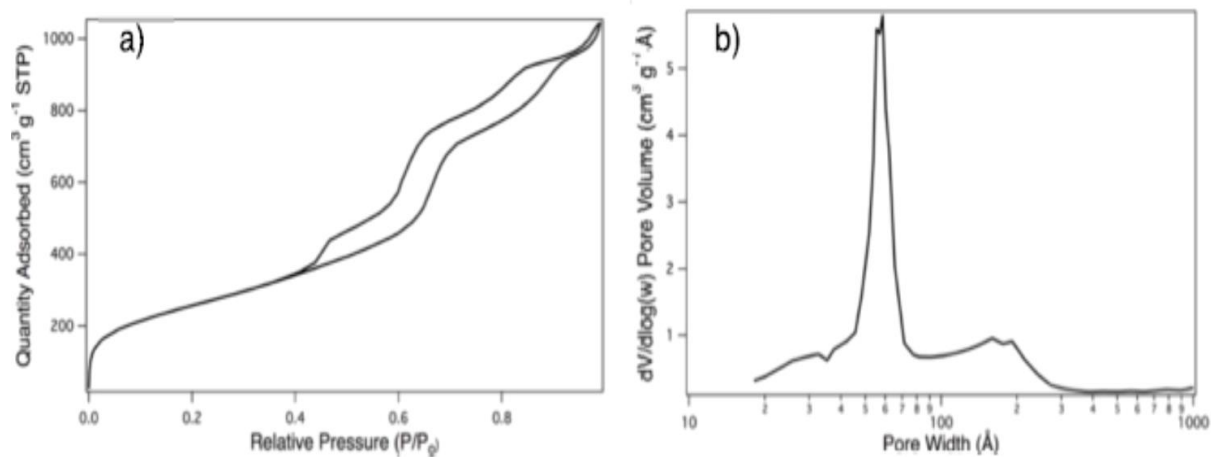 a)
Quantity Adsorbed (cm³ g⁻¹ STP)
1000
800
600
400
200
0.0 0.2 0.4 0.6 0.8
Relative Pressure (P/P₀)
b)
dV/dlog(w) Pore Volume (cm³ g⁻¹·Å)
5
4
3
2
1
10 2 3 4 5 6 7 8 9 100 2 3 4 5 6 7 8 9 1000
Pore Width (Å)